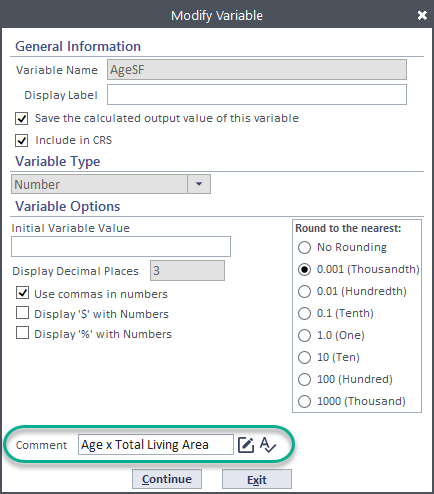 Modify Variable
General Information
Variable Name AgeSF
Display Label
Save the calculated output value of this variable
Include in CRS
Variable Type
Number
Variable Options
Initial Variable Value
Display Decimal Places 3
Use commas in numbers
Display '$' with Numbers
Display '%' with Numbers
Round to the nearest:
No Rounding
0.001 (Thousandth)
0.01 (Hundredth)
0.1 (Tenth)
1.0 (One)
10 (Ten)
100 (Hundred)
1000 (Thousand)
Comment Age x Total Living Area
Continue Exit